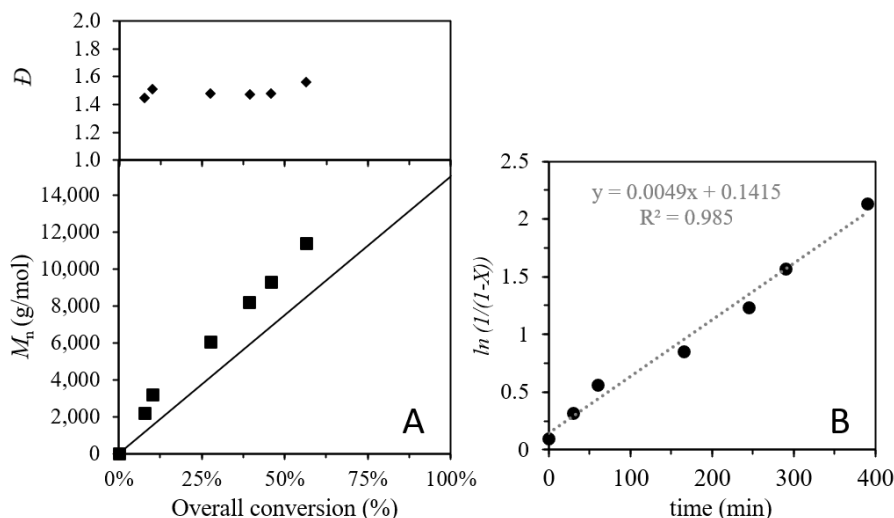 2.0
1.8
1.6
1.4
1.2
1.0
Đ
14,000
12,000
10,000
8,000
6,000
4,000
2,000
0
Mn (g/mol)
0% 25% 50% 75% 100%
Overall conversion (%)
A
2.5
2
1.5
1
0.5
0
ln (1/(1-X))
y = 0.0049x + 0.1415
R² = 0.985
B
0 100 200 300 400
time (min)